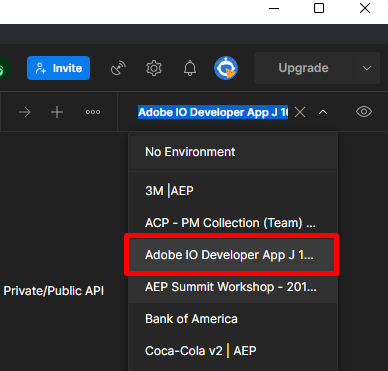 Invite
Upgrade
Adobe IO Developer App J 1
No Environment
3M |AEP
ACP - PM Collection (Team) ...
Adobe IO Developer App J 1...
AEP Summit Workshop - 201...
Private/Public API
Bank of America
Coca-Cola v2 | AEP